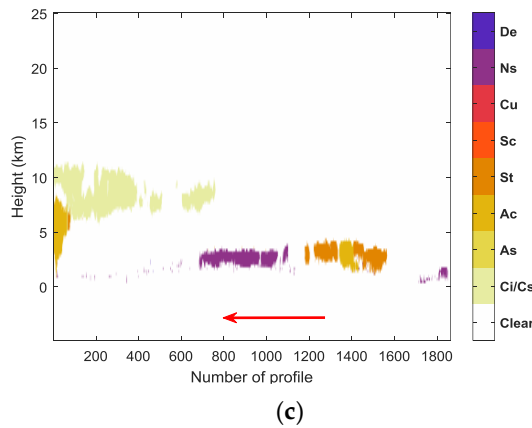 25
20
15
10
5
0
Height (km)
200 400 600 800 1000 1200 1400 1600 1800
Number of profile
De
Ns
Cu
Sc
St
Ac
As
Ci/Cs
Clear
(c)